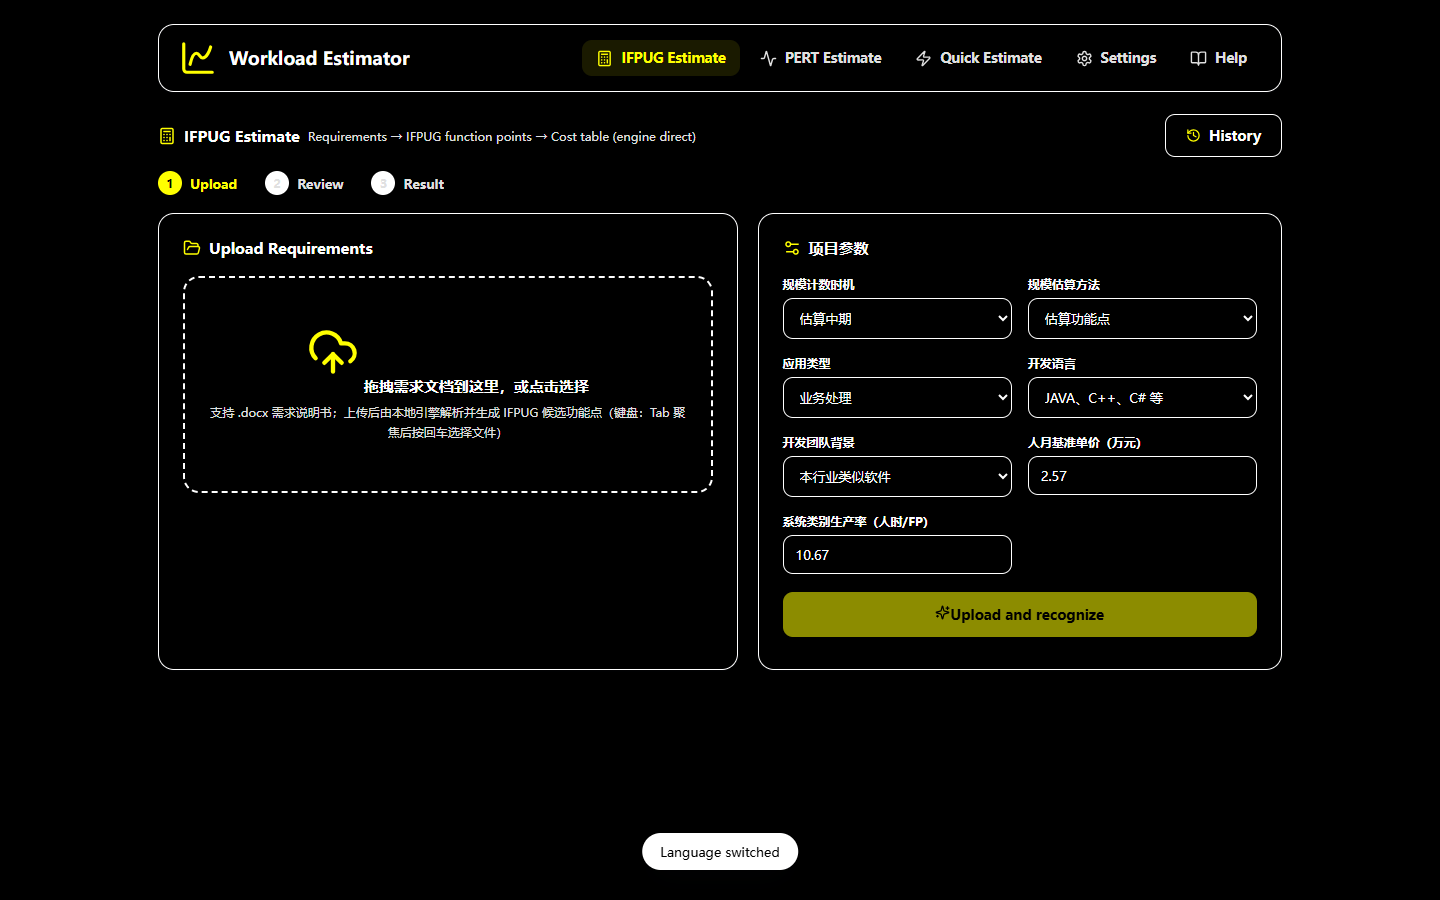 Workload Estimator
IFPUG Estimate
PERT Estimate
Quick Estimate
Settings
Help
IFPUG Estimate
Requirements → IFPUG function points → Cost table (engine direct)
History
1 Upload
2 Review
3 Result
Upload Requirements
拖拽需求文档到这里，或点击选择
支持 .docx 需求说明书；上传后由本地引擎解析并生成 IFPUG 候选功能点（键盘：Tab 聚
焦后按回车选择文件）
项目参数
规模计数时机
规模估算方法
估算中期
估算功能点
应用类型
开发语言
业务处理
JAVA、C++、C# 等
开发团队背景
人月基准单价（万元）
本行业类似软件
2.57
系统类别生产率（人时/FP）
10.67
Upload and recognize
Language switched